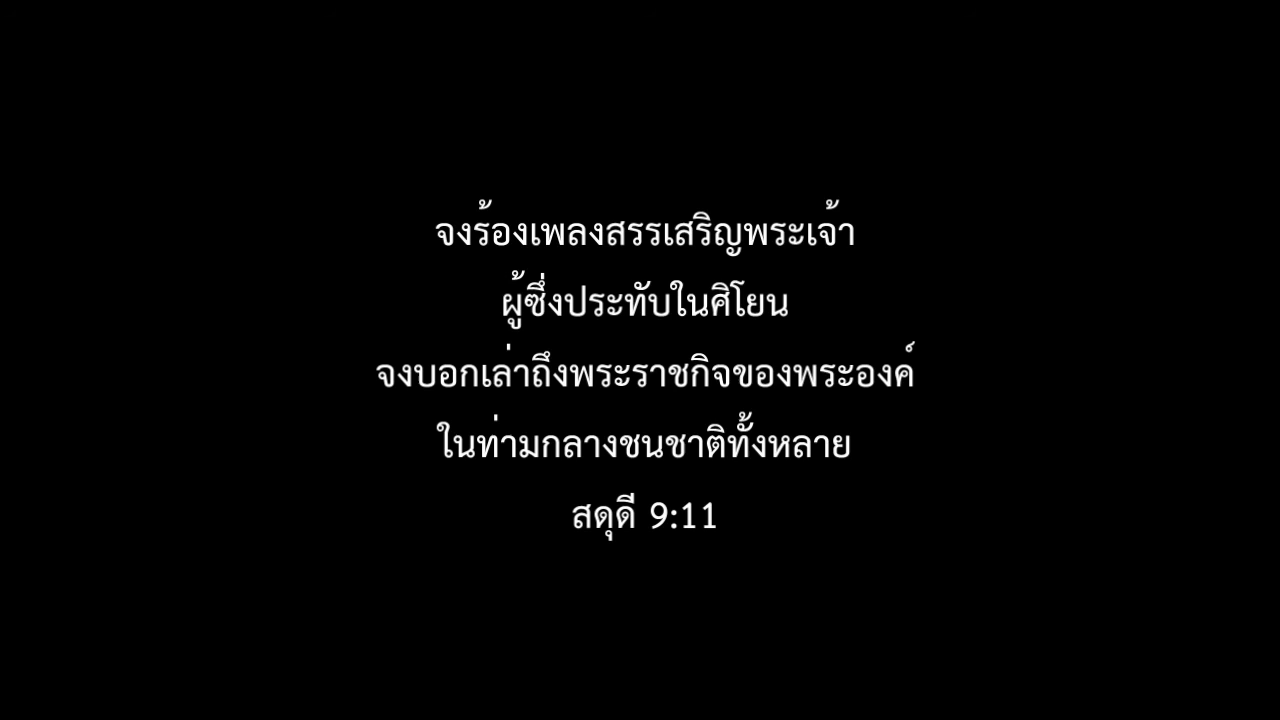 จงร้องเพลงสรรเสริญพระเจ้า
ผู้ซึ่งประทับในศิโยน
จงบอกเล่าถึงพระราชกิจของพระองค์
ในท่ามกลางชนชาติทั้งหลาย
สดุดี 9:11